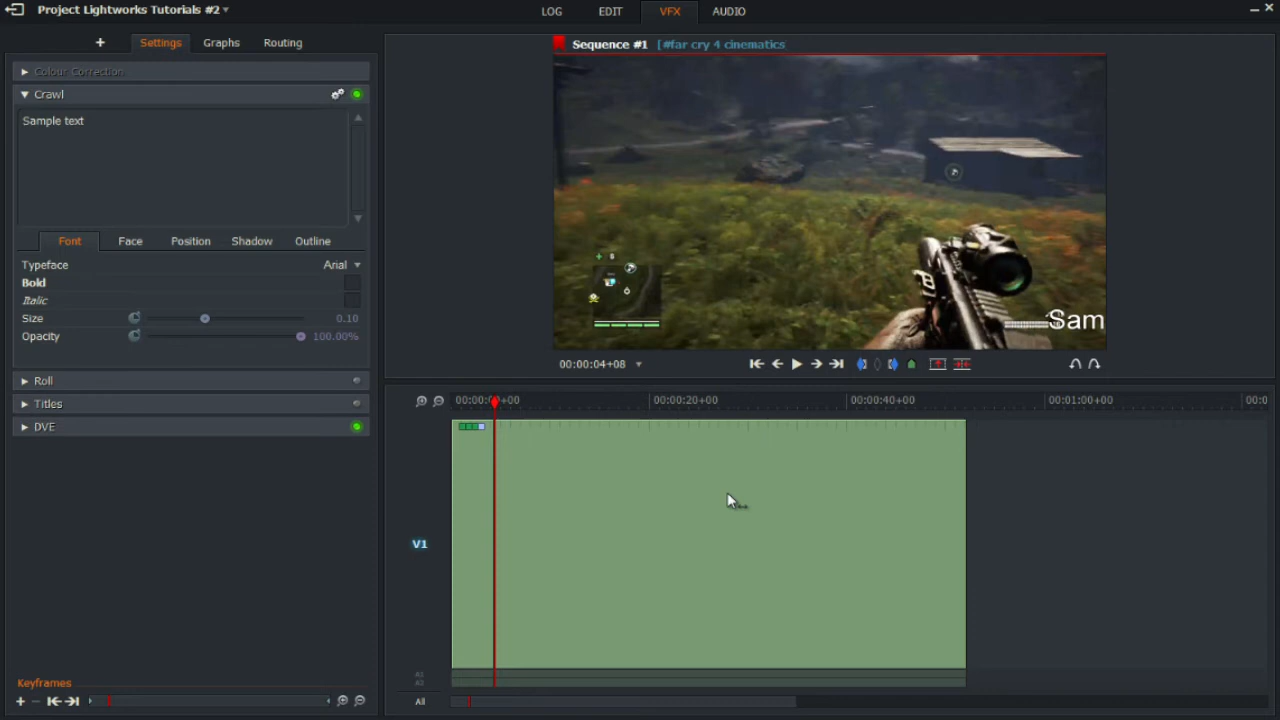 Project Lightworks Tutorials #2
LOG EDIT VFX AUDIO
+ Settings Graphs Routing
Sequence #1 [#far cry 4 cinematics
Colour Correction
Crawl
Sample text
Font Face Position Shadow Outline
Typeface Arial
Bold
Italic
Size 0.10
Opacity 100.00%
Roll
Titles
DVE
Sam
00:00:04+08
00:00:20+00 00:00:40+00 00:01:00+00
V1
A1
A2
All
Keyframes